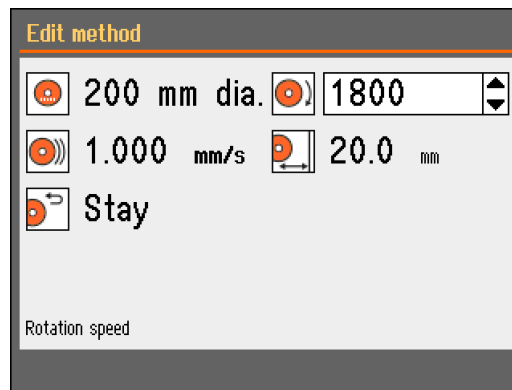 Edit method
200 mm dia. 1800
1.000 mm/s 20.0 mm
Stay
Rotation speed